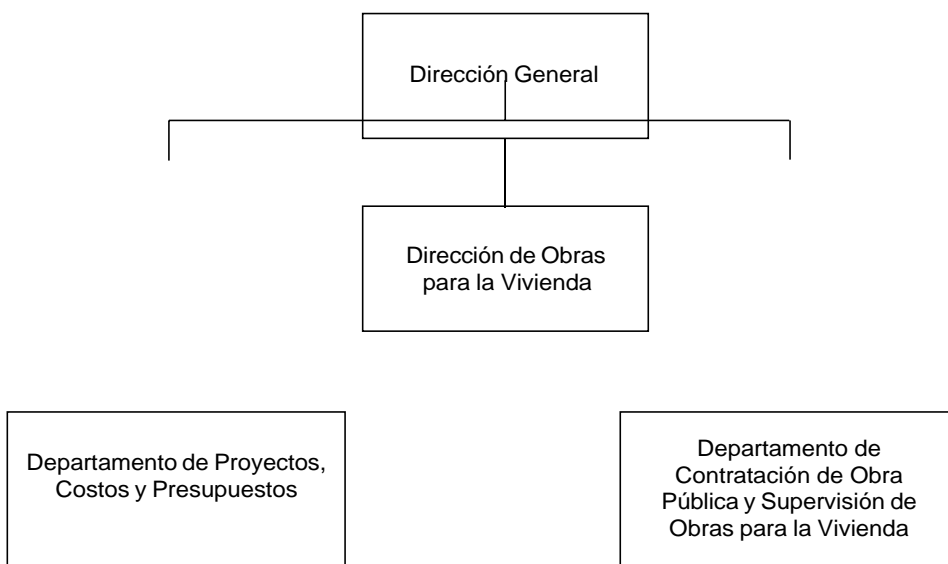 Dirección General
Dirección de Obras
para la Vivienda
Departamento de Proyectos,
Costos y Presupuestos
Departamento de
Contratación de Obra
Pública y Supervisión de
Obras para la Vivienda